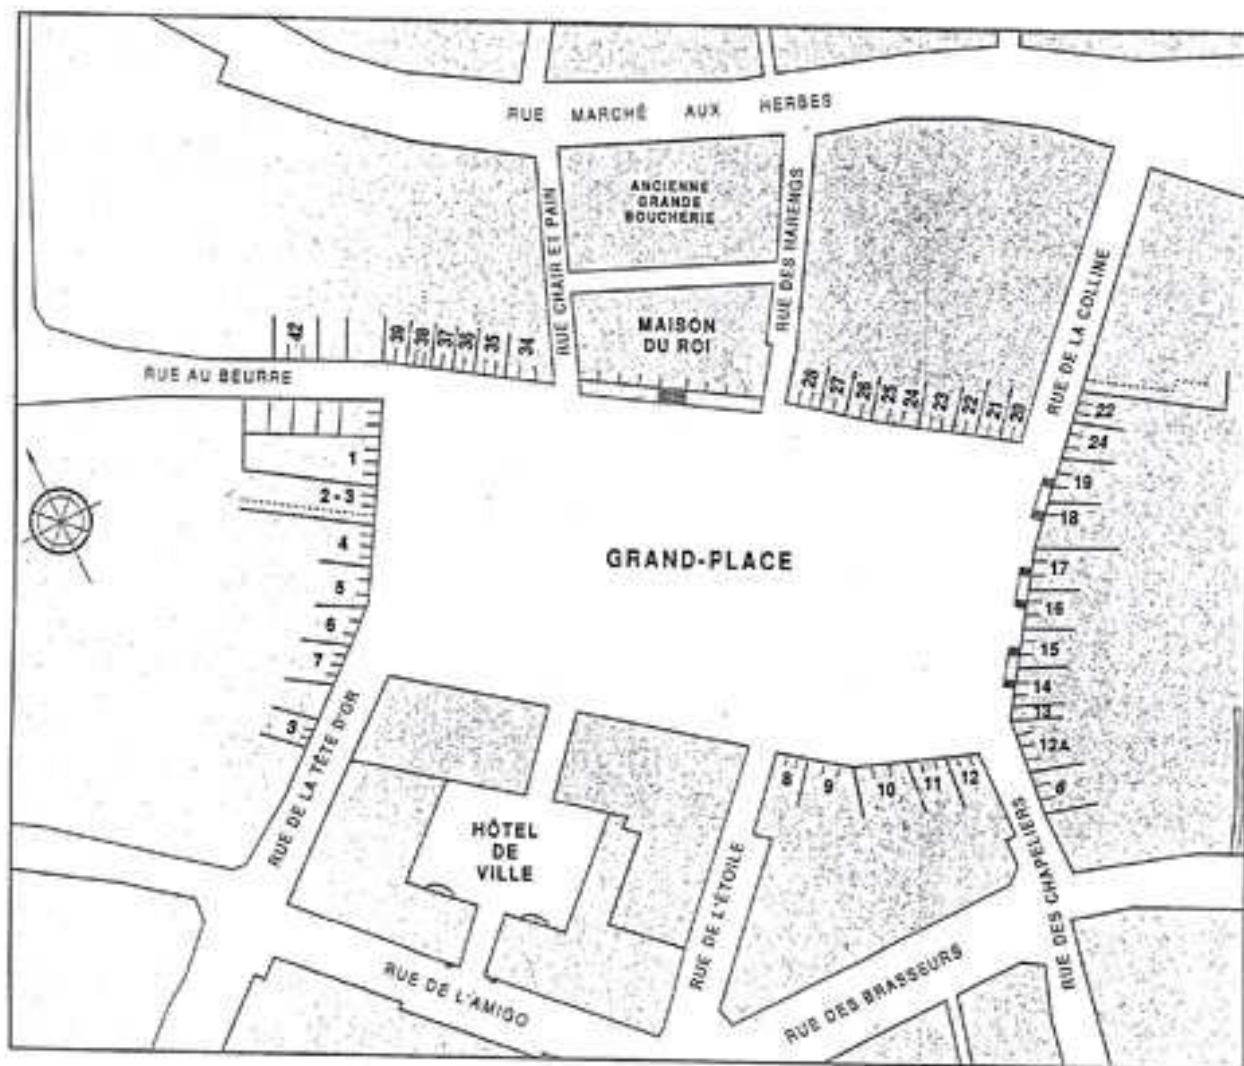 RUE MARCHÉ AUX HERBES
ANCIENNE
GRANDE
BOUCHERIE
RUE CHAIR ET PAIN
RUE DES HARENGS
RUE DE LA COLLINE
MAISON
DU ROI
42
39
38
37
36
35
34
RUE AU BEURRE
28
27
26
25
24
23
22
21
20
22
24
19
18
17
16
15
14
13
12A
6
1
2-3
4
5
6
7
3
GRAND-PLACE
RUE DE LA TÊTE D'OR
HÔTEL
DE
VILLE
8
9
10
11
12
RUE DE L'ÉTOILE
RUE DES CHAPELIERS
RUE DES BRASSEURS
RUE DE L'AMIGO